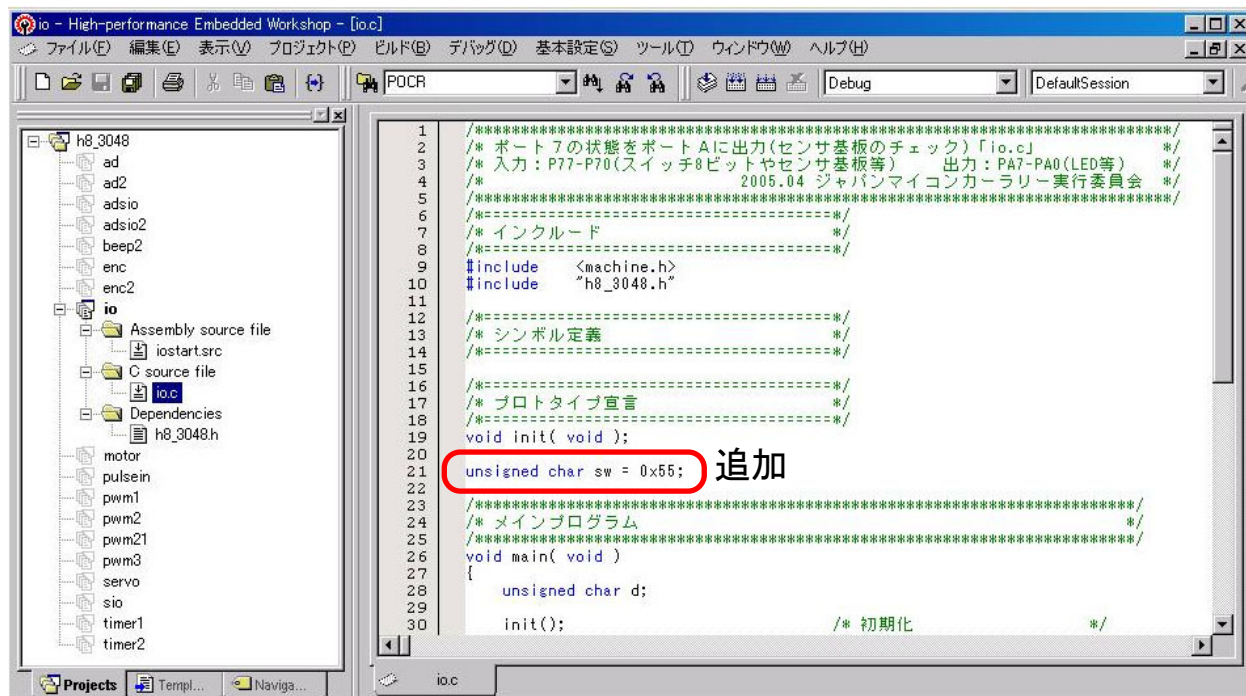 io - High-performance Embedded Workshop - [io.c]
ファイル(F) 編集(E) 表示(V) プロジェクト(P) ビルド(B) デバッグ(D) 基本設定(S) ツール(T) ウィンドウ(W) ヘルプ(H)
POCR Debug DefaultSession
h8_3048
ad
ad2
adsio
adsio2
beep2
enc
enc2
io
Assembly source file
iostart.src
C source file
io.c
Dependencies
h8_3048.h
motor
pulsein
pwm1
pwm2
pwm21
pwm3
servo
sio
timer1
timer2
Projects Templ... Naviga...
1 /****************************************************************************/
2 /* ポート7の状態をポートAに出力(センサ基板のチェック)「io.c」 */
3 /* 入力：P77-P70(スイッチ8ビットやセンサ基板等) 出力：PA7-PA0(LED等) */
4 /* 2005.04 ジャパンマイコンカーラリー実行委員会 */
5 /****************************************************************************/
6 /*======================================*/
7 /* インクルード */
8 /*======================================*/
9 #include <machine.h>
10 #include "h8_3048.h"
11
12 /*======================================*/
13 /* シンボル定義 */
14 /*======================================*/
15
16 /*======================================*/
17 /* プロトタイプ宣言 */
18 /*======================================*/
19 void init( void );
20
21 unsigned char sw = 0x55; 追加
22
23 /************************************************************************/
24 /* メインプログラム */
25 /************************************************************************/
26 void main( void )
27 {
28 unsigned char d;
29
30 init(); /* 初期化 */
io.c